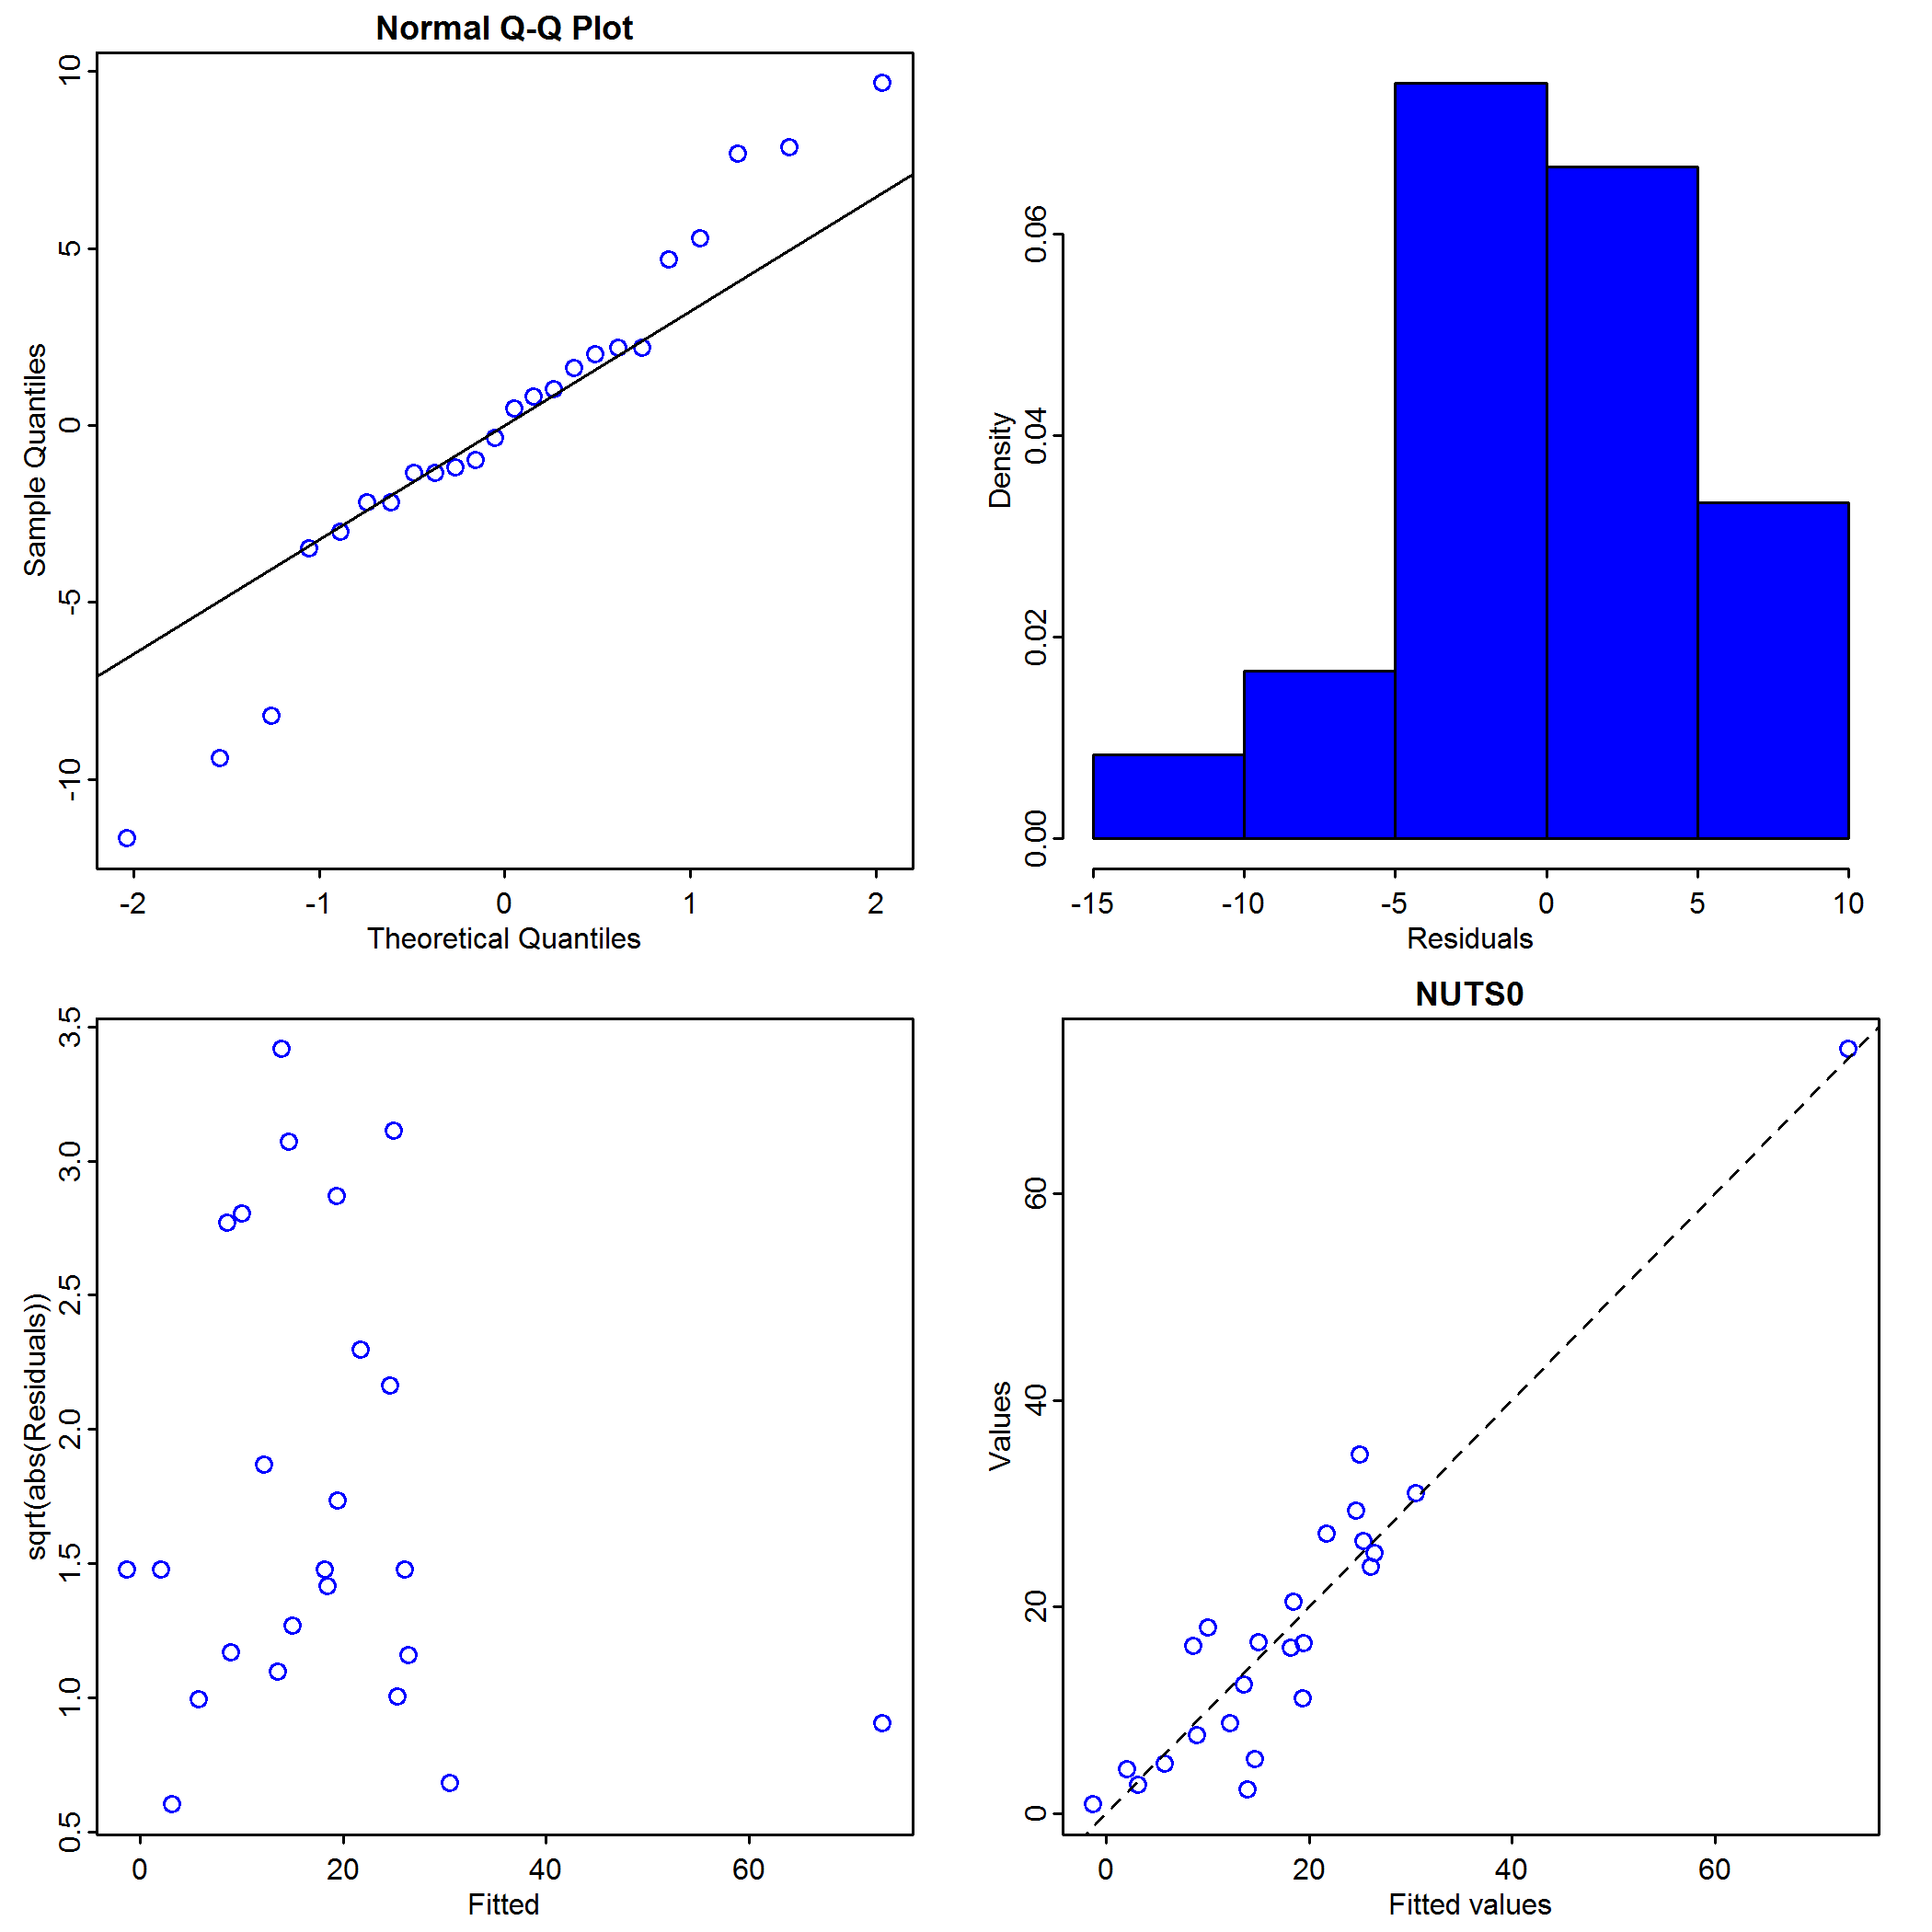 Normal Q-Q Plot
10
5
0
-5
-10
Sample Quantiles
-2 -1 0 1 2
Theoretical Quantiles
0.06
0.04
0.02
0.00
Density
-15 -10 -5 0 5 10
Residuals
3.5
3.0
2.5
2.0
1.5
1.0
0.5
sqrt(abs(Residuals))
0 20 40 60
Fitted
NUTS0
60
40
20
0
Values
0 20 40 60
Fitted values